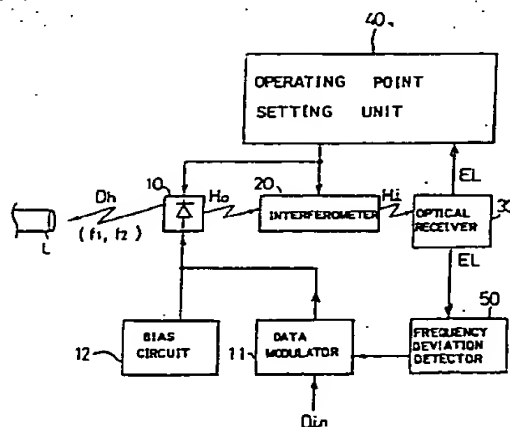 40
OPERATING POINT
SETTING UNIT
Dh
10
Ho
20
Hi
EL
(f1, f2)
L
INTERFEROMETER
OPTICAL
RECEIVER
EL
50
12
BIAS
CIRCUIT
11
DATA
MODULATOR
FREQUENCY
DEVIATION
DETECTOR
Din